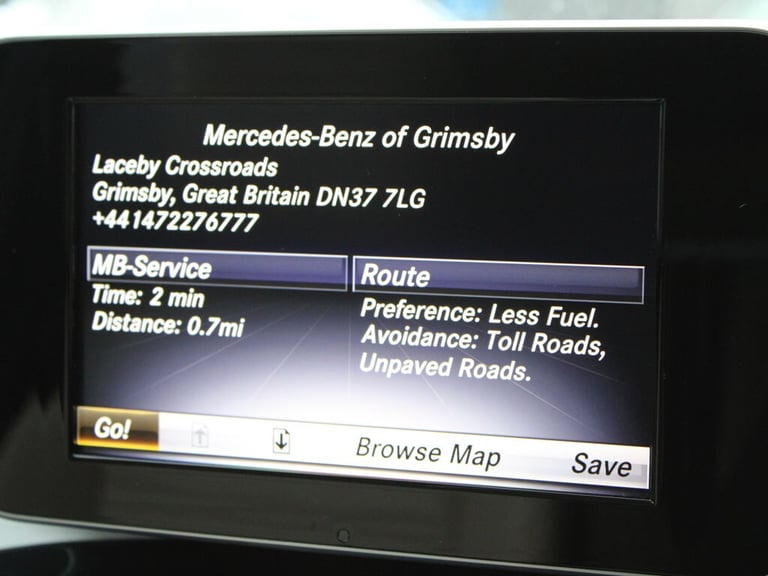 Mercedes-Benz of Grimsby
Laceby Crossroads
Grimsby, Great Britain DN37 7LG
+441472276777
MB-Service
Time: 2 min
Distance: 0.7mi
Route
Preference: Less Fuel.
Avoidance: Toll Roads,
Unpaved Roads.
Go! Browse Map Save